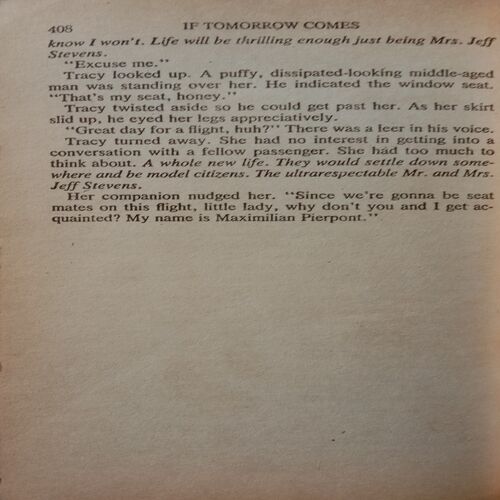 408 IF TOMORROW COMES
know I won't. Life will be thrilling enough just being Mrs. Jeff
Stevens.
"Excuse me."
Tracy looked up. A puffy, dissipated-looking middle-aged
man was standing over her. He indicated the window seat.
"That's my seat, honey."
Tracy twisted aside so he could get past her. As her skirt
slid up, he eyed her legs appreciatively.
"Great day for a flight, huh?" There was a leer in his voice.
Tracy turned away. She had no interest in getting into a
conversation with a fellow passenger. She had too much to
think about. A whole new life. They would settle down some-
where and be model citizens. The ultrarespectable Mr. and Mrs.
Jeff Stevens.
Her companion nudged her. "Since we're gonna be seat
mates on this flight, little lady, why don't you and I get ac-
quainted? My name is Maximilian Pierpont."